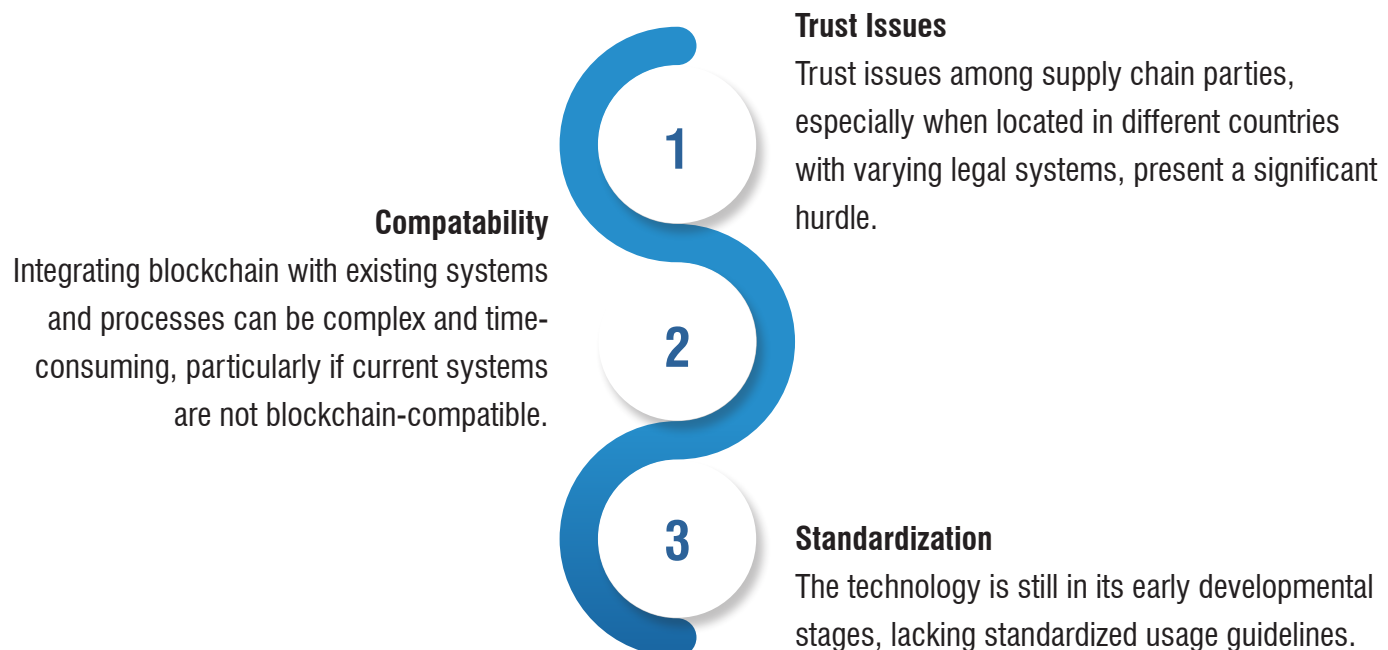 1
Trust Issues
Trust issues among supply chain parties,
especially when located in different countries
with varying legal systems, present a significant
hurdle.
2
Compatability
Integrating blockchain with existing systems
and processes can be complex and time-
consuming, particularly if current systems
are not blockchain-compatible.
3
Standardization
The technology is still in its early developmental
stages, lacking standardized usage guidelines.